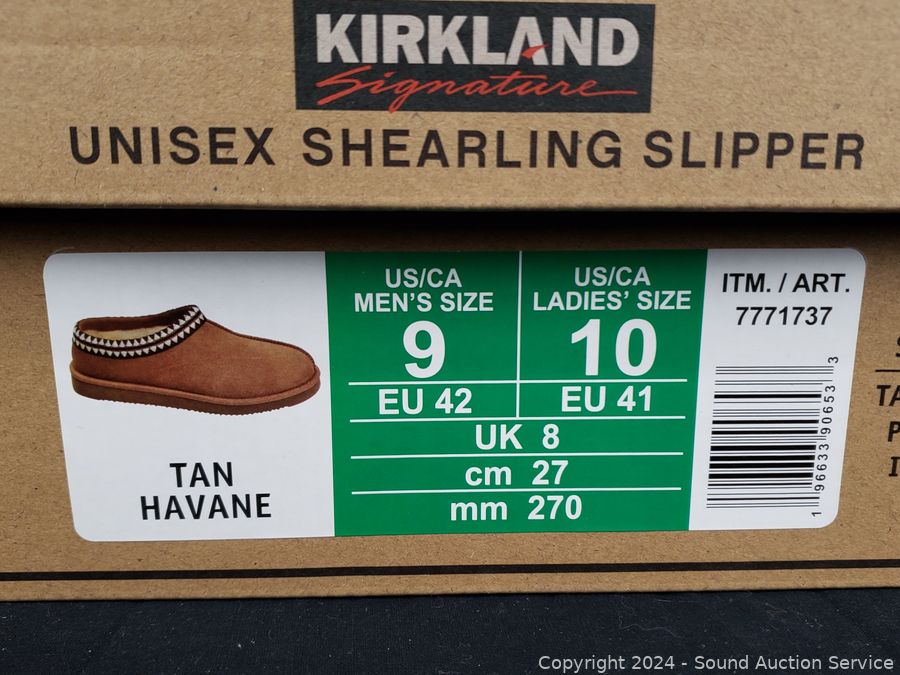 KIRKLAND
Signature
UNISEX SHEARLING SLIPPER
TAN
HAVANE
US/CA
MEN'S SIZE
9
EU 42
US/CA
LADIES' SIZE
10
EU 41
UK 8
cm 27
mm 270
ITM. / ART.
7771737
1 96633 90653 3
Copyright © 2024 - Sound Auction Service